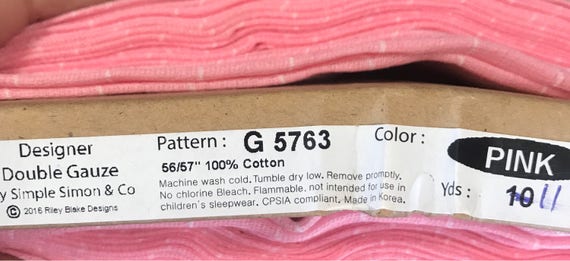 Designer
Double Gauze
y Simple Simon & Co
© 2016 Riley Blake Designs
Pattern : G 5763
56/57" 100% Cotton
Machine wash cold. Tumble dry low. Remove promptly.
No chlorine Bleach. Flammable. not intended for use in
children's sleepwear. CPSIA compliant. Made in Korea.
Color : PINK
Yds : 10 11